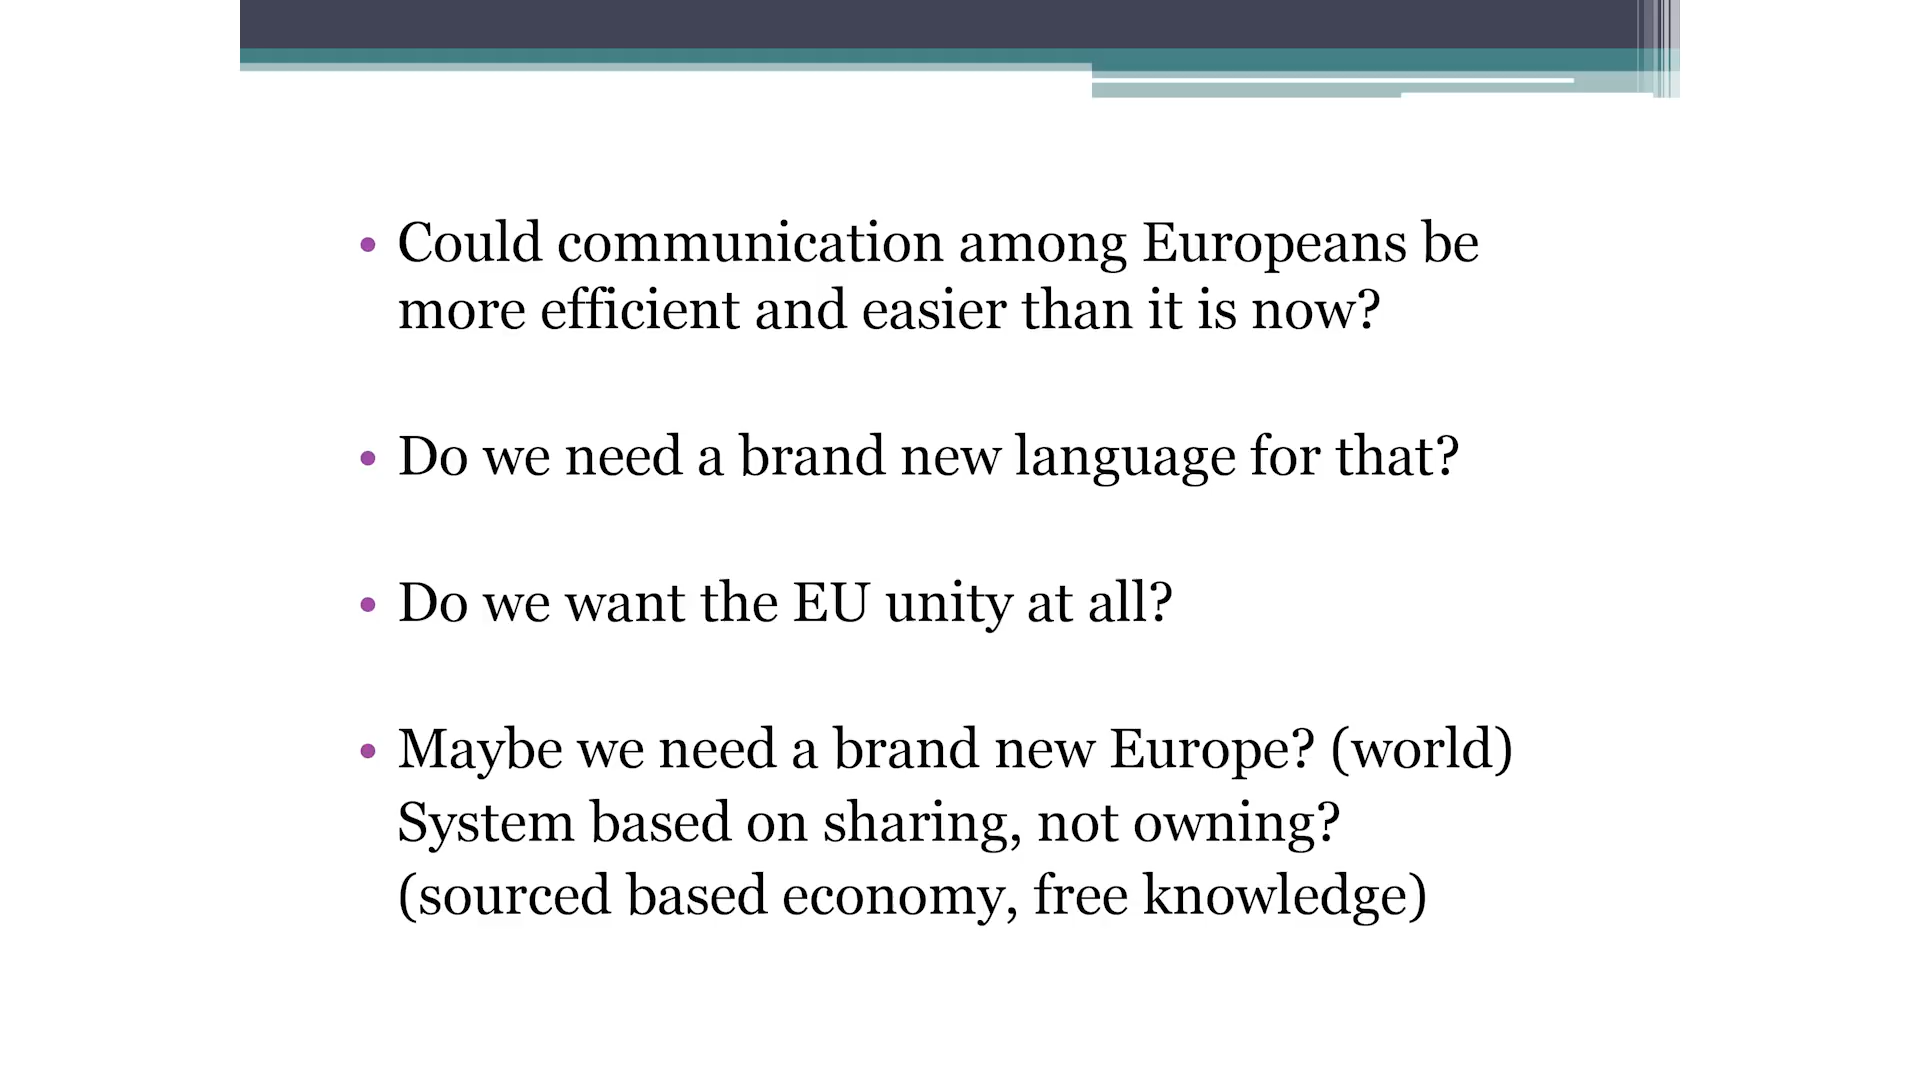 • Could communication among Europeans be
more efficient and easier than it is now?
• Do we need a brand new language for that?
• Do we want the EU unity at all?
• Maybe we need a brand new Europe? (world)
System based on sharing, not owning?
(sourced based economy, free knowledge)